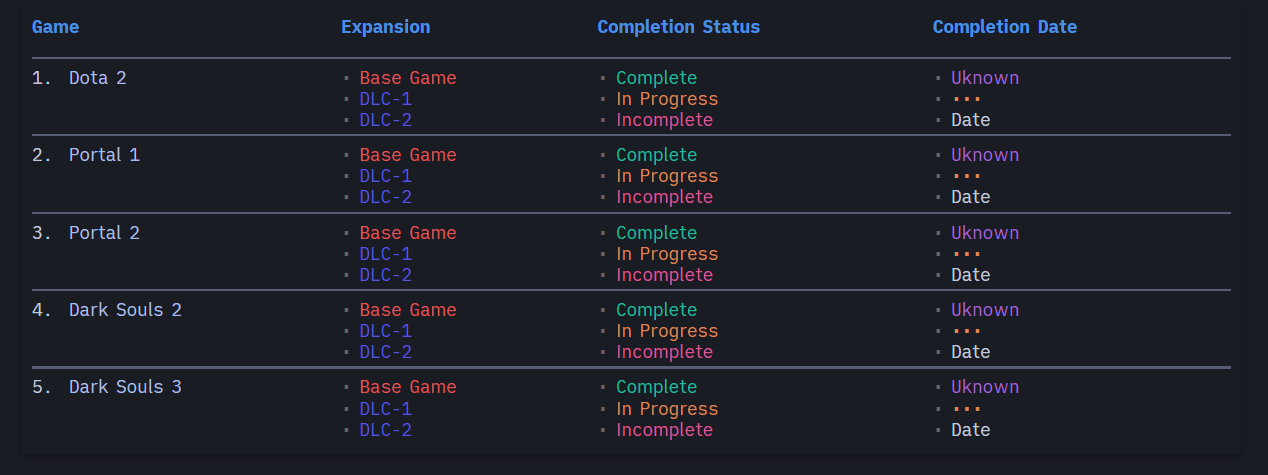 Game Expansion Completion Status Completion Date
1. Dota 2 · Base Game · Complete · Uknown
· DLC-1 · In Progress · ···
· DLC-2 · Incomplete · Date
2. Portal 1 · Base Game · Complete · Uknown
· DLC-1 · In Progress · ···
· DLC-2 · Incomplete · Date
3. Portal 2 · Base Game · Complete · Uknown
· DLC-1 · In Progress · ···
· DLC-2 · Incomplete · Date
4. Dark Souls 2 · Base Game · Complete · Uknown
· DLC-1 · In Progress · ···
· DLC-2 · Incomplete · Date
5. Dark Souls 3 · Base Game · Complete · Uknown
· DLC-1 · In Progress · ···
· DLC-2 · Incomplete · Date